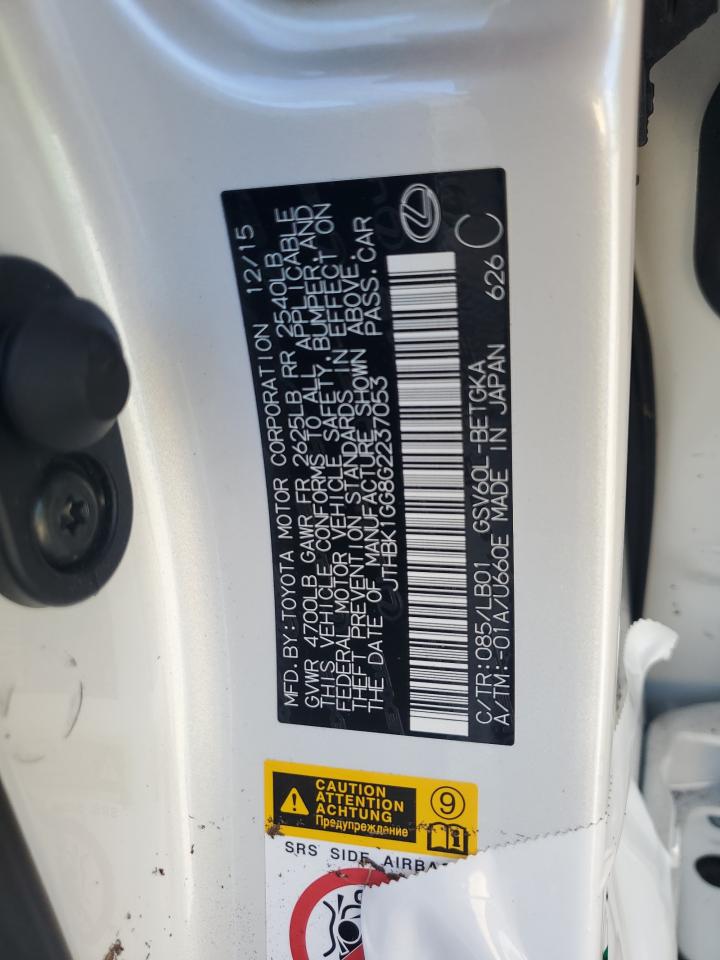 MFD. BY: TOYOTA MOTOR CORPORATION 12/15
GVWR 4700LB GAWR FR 2625LB RR 2540LB
THIS VEHICLE CONFORMS TO ALL APPLICABLE
FEDERAL MOTOR VEHICLE SAFETY, BUMPER, AND
THEFT PREVENTION STANDARDS IN EFFECT ON
THE DATE OF MANUFACTURE SHOWN ABOVE.
JTHBK1GG8G2237053 PASS. CAR
C/TR: 085/LB01 GSV60L-BETGKA 626
A/TM: -01A/U660E MADE IN JAPAN C
CAUTION
ATTENTION
ACHTUNG
Предупреждение
9
SRS SIDE